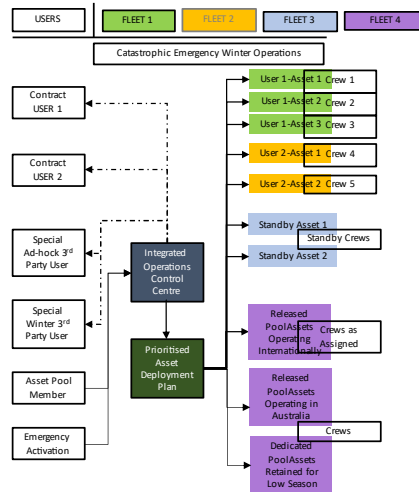 USERS
FLEET 1
FLEET 2
FLEET 3
FLEET 4
Catastrophic Emergency Winter Operations
Contract
USER 1
Contract
USER 2
Special
Ad-hock 3rd
Party User
Special
Winter 3rd
Party User
Asset Pool
Member
Emergency
Activation
Integrated
Operations
Control
Centre
Prioritised
Asset
Deployment
Plan
User 1-Asset 1
Crew 1
User 1-Asset 2
Crew 2
User 1-Asset 3
Crew 3
User 2-Asset 1
Crew 4
User 2-Asset 2
Crew 5
Standby Asset 1
Standby Crews
Standby Asset 2
Released
PoolAssets
Operating
Internationally
Crews as
Assigned
Released
PoolAssets
Operating in
Australia
Crews
Dedicated
PoolAssets
Retained for
Low Season